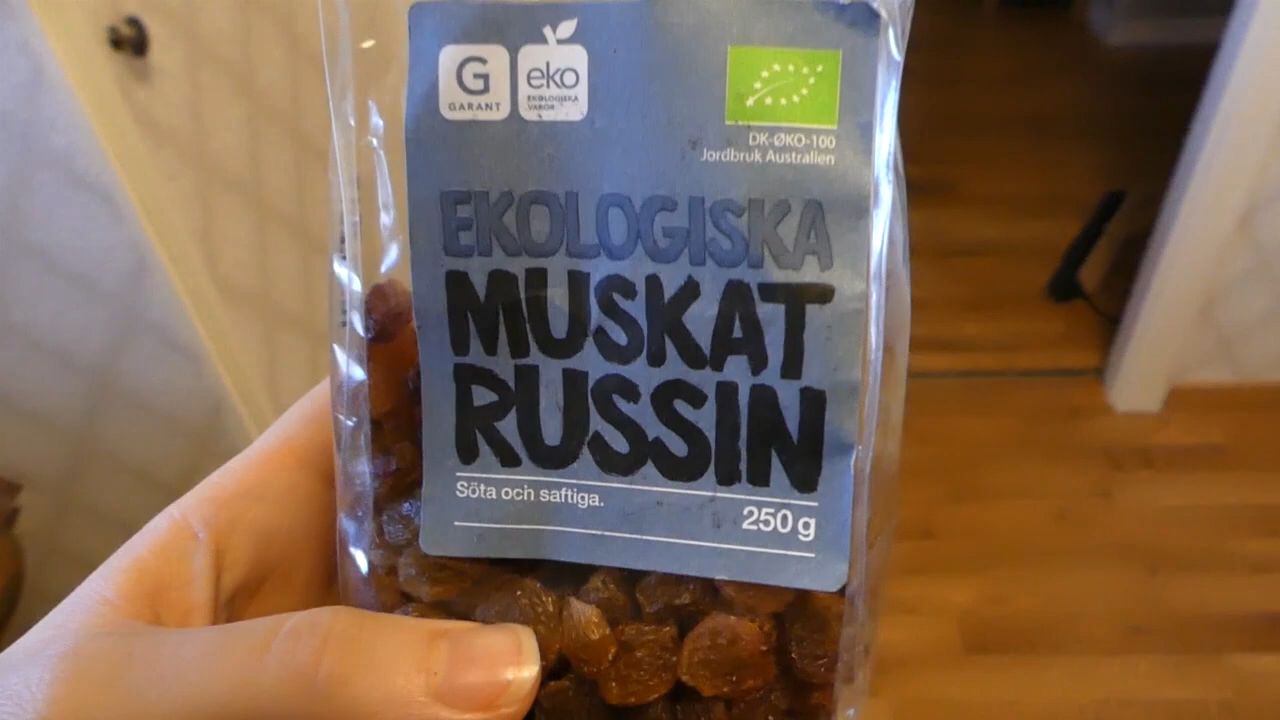 G
GARANT
eko
EKOLOGISKA
VAROR
DK-ØKO-100
Jordbruk Australien
EKOLOGISKA
MUSKAT
RUSSIN
Söta och saftiga.
250 g